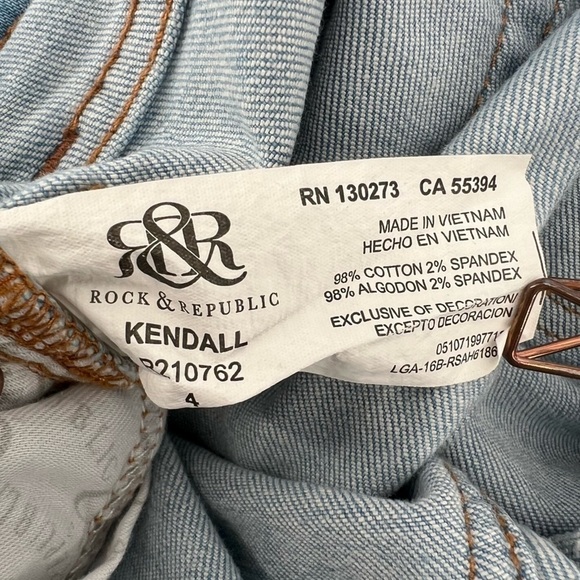 R&R
ROCK & REPUBLIC
KENDALL
R210762
4
RN 130273 CA 55394
MADE IN VIETNAM
HECHO EN VIETNAM
98% COTTON 2% SPANDEX
98% ALGODON 2% SPANDEX
EXCLUSIVE OF DECORATION/
EXCEPTO DECORACION
LGA-16B-RSAH6186